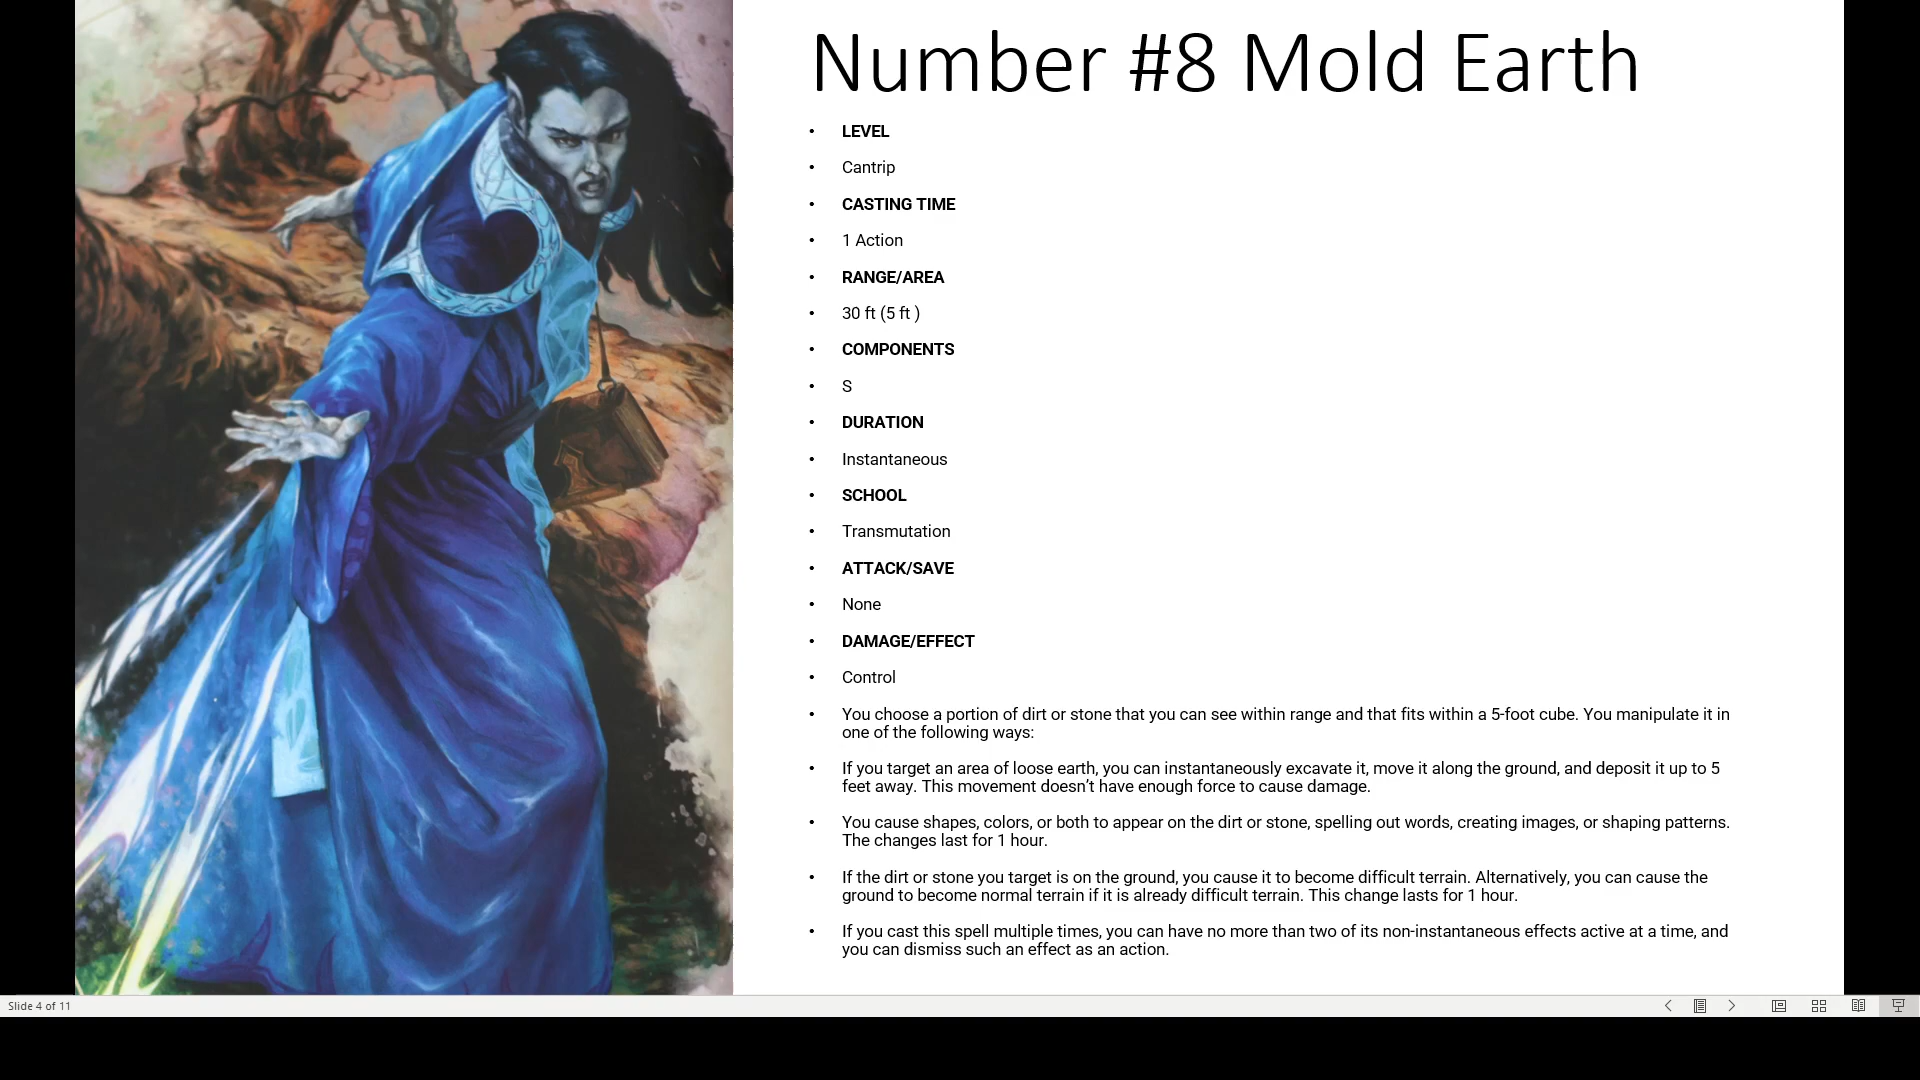 Number #8 Mold Earth
• LEVEL
• Cantrip
• CASTING TIME
• 1 Action
• RANGE/AREA
• 30 ft (5 ft )
• COMPONENTS
• S
• DURATION
• Instantaneous
• SCHOOL
• Transmutation
• ATTACK/SAVE
• None
• DAMAGE/EFFECT
• Control
• You choose a portion of dirt or stone that you can see within range and that fits within a 5-foot cube. You manipulate it in
one of the following ways:
• If you target an area of loose earth, you can instantaneously excavate it, move it along the ground, and deposit it up to 5
feet away. This movement doesn’t have enough force to cause damage.
• You cause shapes, colors, or both to appear on the dirt or stone, spelling out words, creating images, or shaping patterns.
The changes last for 1 hour.
• If the dirt or stone you target is on the ground, you cause it to become difficult terrain. Alternatively, you can cause the
ground to become normal terrain if it is already difficult terrain. This change lasts for 1 hour.
• If you cast this spell multiple times, you can have no more than two of its non-instantaneous effects active at a time, and
you can dismiss such an effect as an action.
Slide 4 of 11